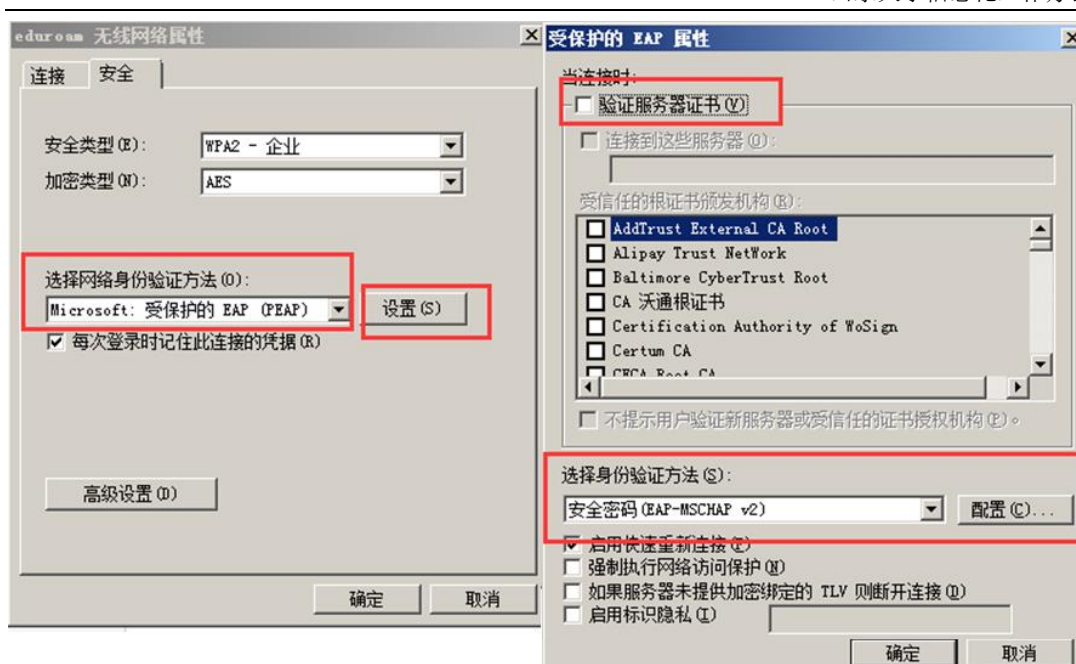 eduroam 无线网络属性
连接 安全
安全类型(E):
WPA2 - 企业
加密类型(N):
AES
选择网络身份验证方法(O):
Microsoft: 受保护的 EAP (PEAP)
设置(S)
每次登录时记住此连接的凭据(R)
高级设置(D)
确定 取消
受保护的 EAP 属性
当连接时:
验证服务器证书(V)
连接到这些服务器(O):
受信任的根证书颁发机构(R):
AddTrust External CA Root
Alipay Trust NetWork
Baltimore CyberTrust Root
CA 沃通根证书
Certification Authority of WoSign
Certum CA
CFCA Root CA
不提示用户验证新服务器或受信任的证书授权机构(P)。
选择身份验证方法(S):
安全密码(EAP-MSCHAP v2)
配置(C)...
启用快速重新连接(F)
强制执行网络访问保护(N)
如果服务器未提供加密绑定的 TLV 则断开连接(D)
启用标识隐私(I)
确定 取消